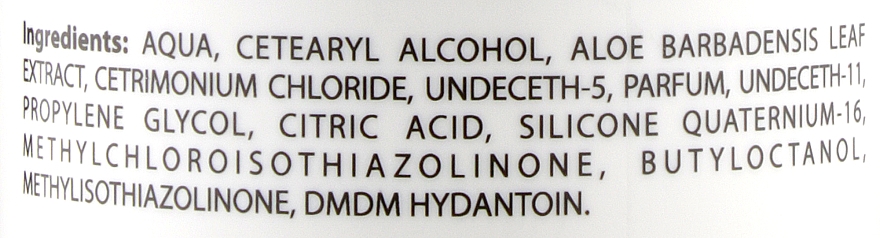 Ingredients: AQUA, CETEARYL ALCOHOL, ALOE BARBADENSIS LEAF
EXTRACT, CETRIMONIUM CHLORIDE, UNDECETH-5, PARFUM, UNDECETH-11,
PROPYLENE GLYCOL, CITRIC ACID, SILICONE QUATERNIUM-16,
METHYLCHLOROISOTHIAZOLINONE, BUTYLOCTANOL,
METHYLISOTHIAZOLINONE, DMDM HYDANTOIN.